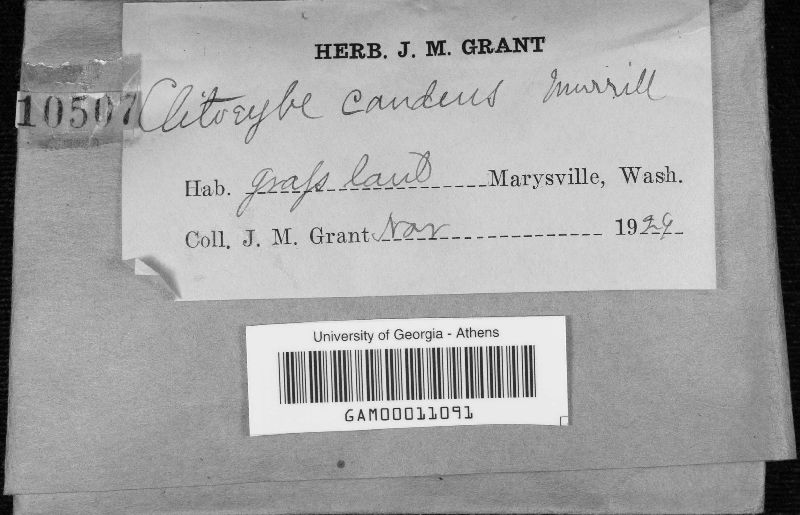 HERB. J. M. GRANT
10507
Clitocybe candens Murrill
Hab. grass land Marysville, Wash.
Coll. J. M. Grant Nov 1929
University of Georgia - Athens
GAM00011091